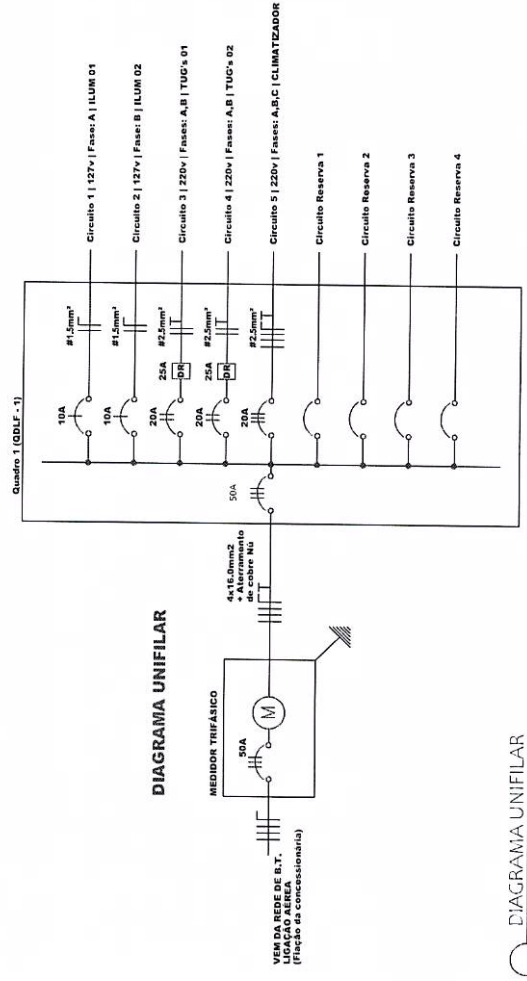 Quadro 1 (QDLF - 1)
10A
#1.5mm²
Circuito 1 | 127v | Fase: A | ILUM 01
10A
#1.5mm²
Circuito 2 | 127v | Fase: B | ILUM 02
20A
25A
DR
#2.5mm²
Circuito 3 | 220v | Fases: A,B | TUG's 01
20A
25A
DR
#2.5mm²
Circuito 4 | 220v | Fases: A,B | TUG's 02
20A
#2.5mm²
Circuito 5 | 220v | Fases: A,B,C | CLIMATIZADOR
Circuito Reserva 1
Circuito Reserva 2
Circuito Reserva 3
Circuito Reserva 4
50A
4x16.0mm2
+ Aterramento
de cobre Nú
DIAGRAMA UNIFILAR
MEDIDOR TRIFÁSICO
50A
M
VEM DA REDE DE B.T.
LIGAÇÃO AÉREA
(Fiação da concessionária)
DIAGRAMA UNIFILAR